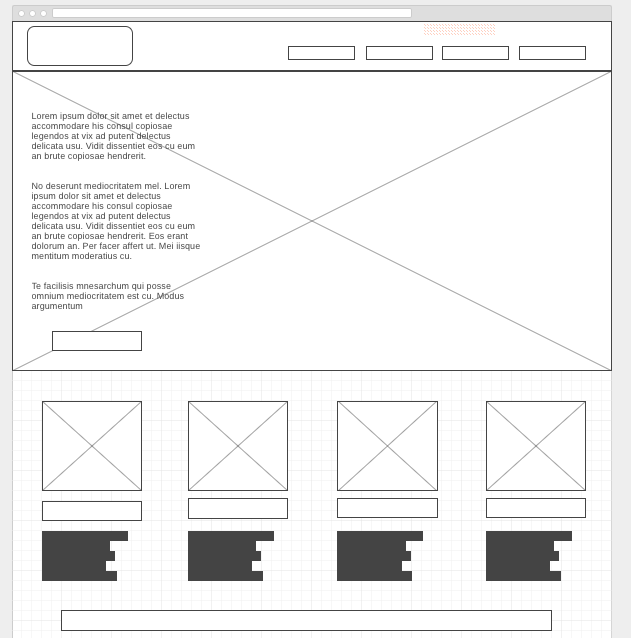 Lorem ipsum dolor sit amet et delectus
accommodare his consul copiosae
legendos at vix ad putent delectus
delicata usu. Vidit dissentiet eos cu eum
an brute copiosae hendrerit.
No deserunt mediocritatem mel. Lorem
ipsum dolor sit amet et delectus
accommodare his consul copiosae
legendos at vix ad putent delectus
delicata usu. Vidit dissentiet eos cu eum
an brute copiosae hendrerit. Eos erant
dolorum an. Per facer affert ut. Mei iisque
mentitum moderatius cu.
Te facilisis mnesarchum qui posse
omnium mediocritatem est cu. Modus
argumentum